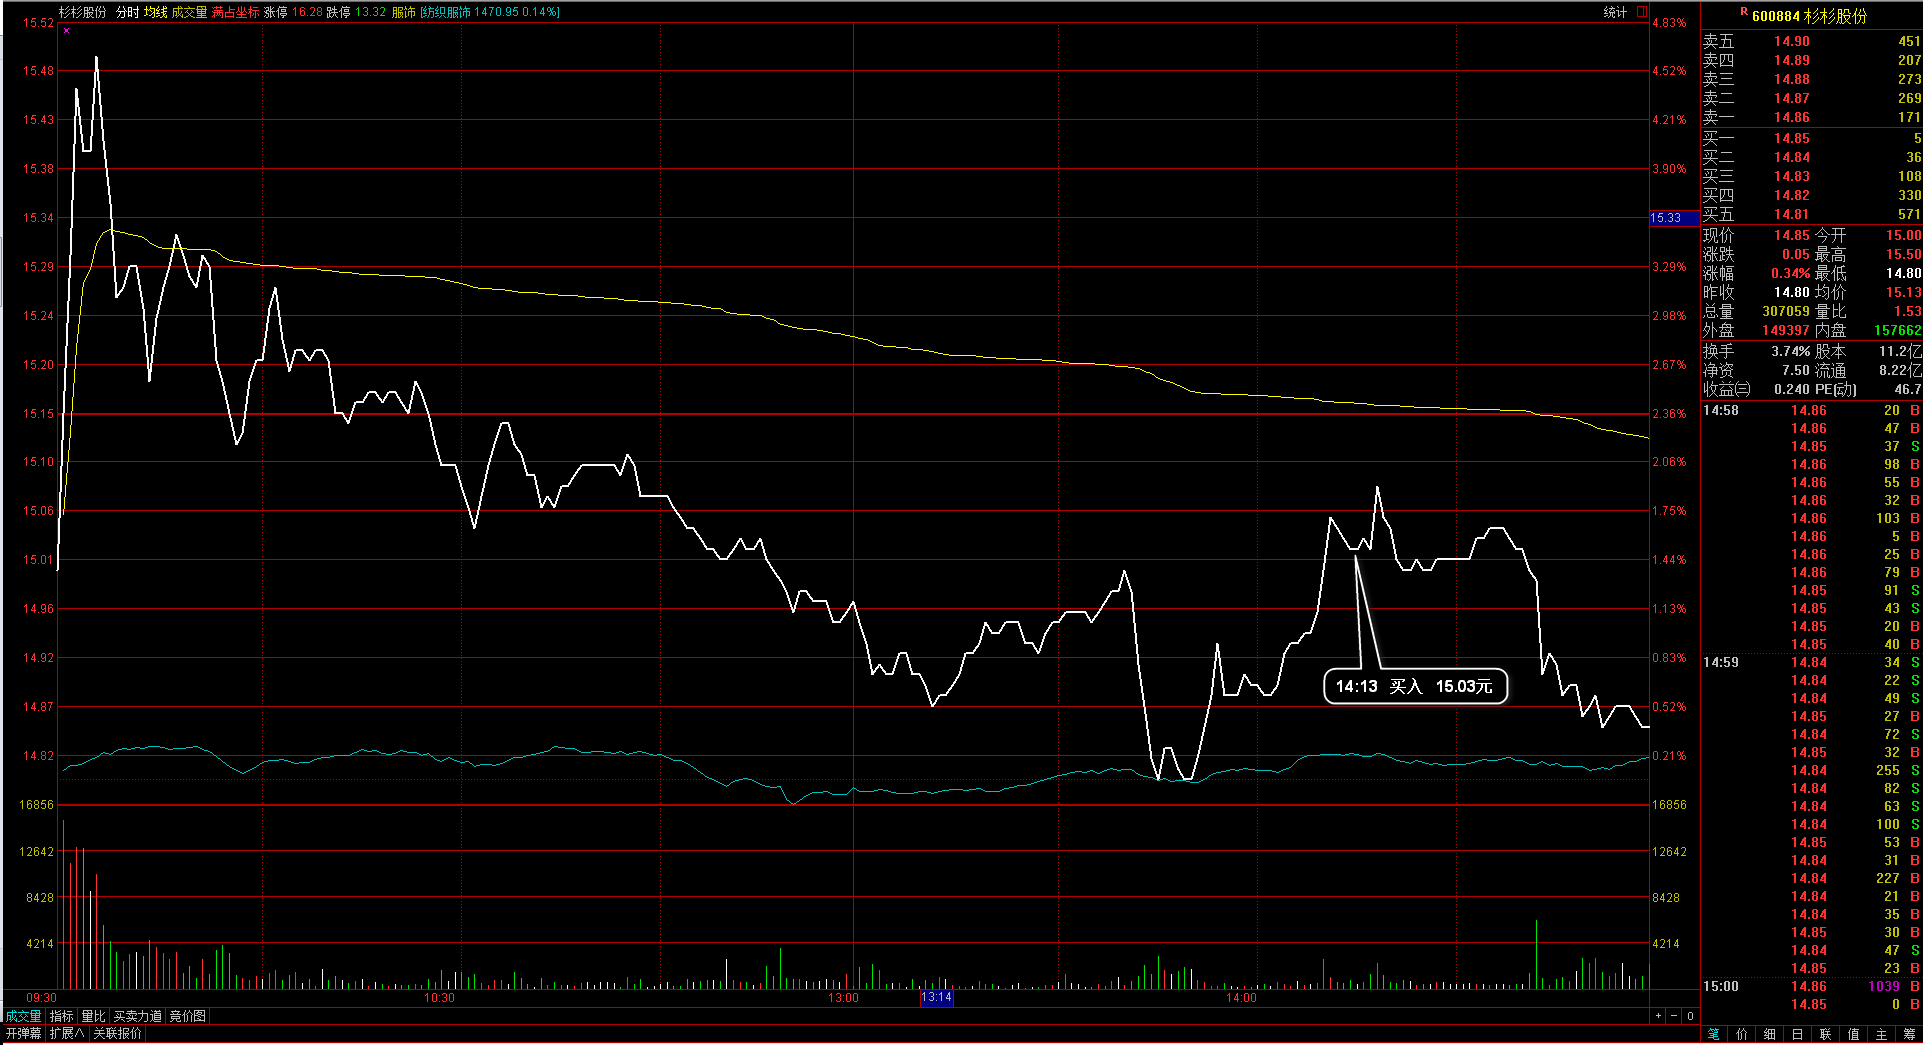 杉杉股份 分时 均线 成交量 满占坐标 涨停 16.28 跌停 13.32 服饰 [纺织服饰 1470.95 0.14%] 统计
15.52 4.83%
15.48 4.52%
15.43 4.21%
15.38 3.90%
15.34 15.33
15.29 3.29%
15.24 2.98%
15.20 2.67%
15.15 2.36%
15.10 2.06%
15.06 1.75%
15.01 1.44%
14.96 1.13%
14.92 0.83%
14:13 买入 15.03元
14.87 0.52%
14.82 0.21%
16856 16856
12642 12642
8428 8428
4214 4214
09:30 10:30 13:00 13:14 14:00
成交量 指标 量比 买卖力道 竞价图 + - 0
开弹幕 扩展∧ 关联报价
R 600884 杉杉股份
卖五 14.90 451
卖四 14.89 207
卖三 14.88 273
卖二 14.87 269
卖一 14.86 171
买一 14.85 5
买二 14.84 36
买三 14.83 108
买四 14.82 330
买五 14.81 571
现价 14.85 今开 15.00
涨跌 0.05 最高 15.50
涨幅 0.34% 最低 14.80
昨收 14.80 均价 15.13
总量 307059 量比 1.53
外盘 149397 内盘 157662
换手 3.74% 股本 11.2亿
净资 7.50 流通 8.22亿
收益㈢ 0.240 PE(动) 46.7
14:58 14.86 20 B
14.86 47 B
14.85 37 S
14.86 98 B
14.86 55 B
14.86 32 B
14.86 103 B
14.86 5 B
14.86 25 B
14.86 79 B
14.85 91 S
14.85 43 S
14.85 20 B
14.85 40 B
14:59 14.84 34 S
14.84 22 S
14.84 49 S
14.85 27 B
14.84 72 S
14.85 32 B
14.84 255 S
14.84 82 S
14.84 63 S
14.84 100 S
14.85 53 B
14.84 31 B
14.84 227 B
14.84 21 B
14.84 35 B
14.85 30 B
14.84 47 S
14.85 23 B
15:00 14.86 1039 B
14.85 0 B
笔 价 细 日 联 值 主 筹